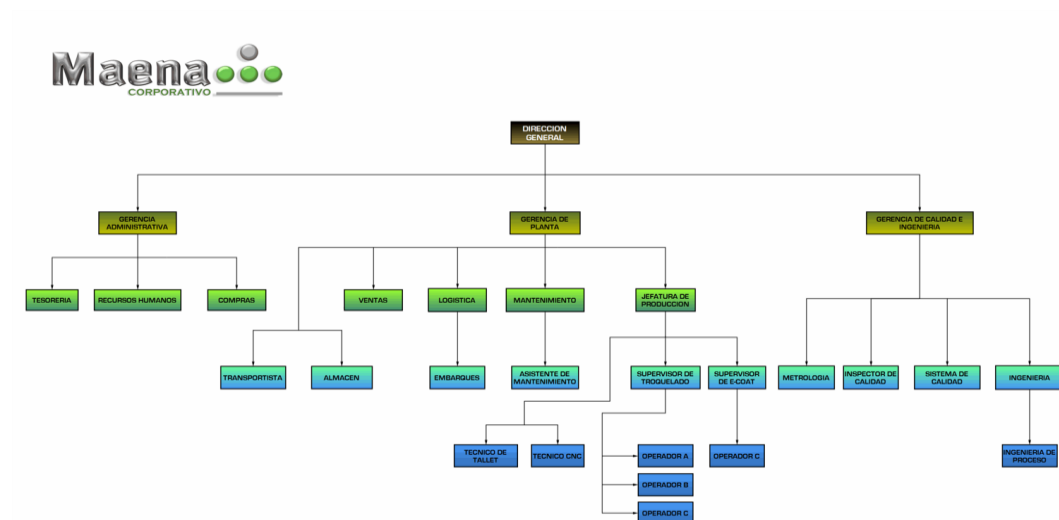 Maena
CORPORATIVO
DIRECCION
GENERAL
GERENCIA
ADMINISTRATIVA
GERENCIA DE
PLANTA
GERENCIA DE CALIDAD E
INGENIERIA
TESORERIA
RECURSOS HUMANOS
COMPRAS
VENTAS
LOGISTICA
MANTENIMIENTO
JEFATURA DE
PRODUCCION
TRANSPORTISTA
ALMACEN
EMBARQUES
ASISTENTE DE
MANTENIMIENTO
SUPERVISOR DE
TROQUELADO
SUPERVISOR
DE E-COAT
METROLOGIA
INSPECTOR DE
CALIDAD
SISTEMA DE
CALIDAD
INGENIERIA
TECNICO DE
TALLET
TECNICO CNC
OPERADOR A
OPERADOR C
INGENIERIA DE
PROCESO
OPERADOR B
OPERADOR C